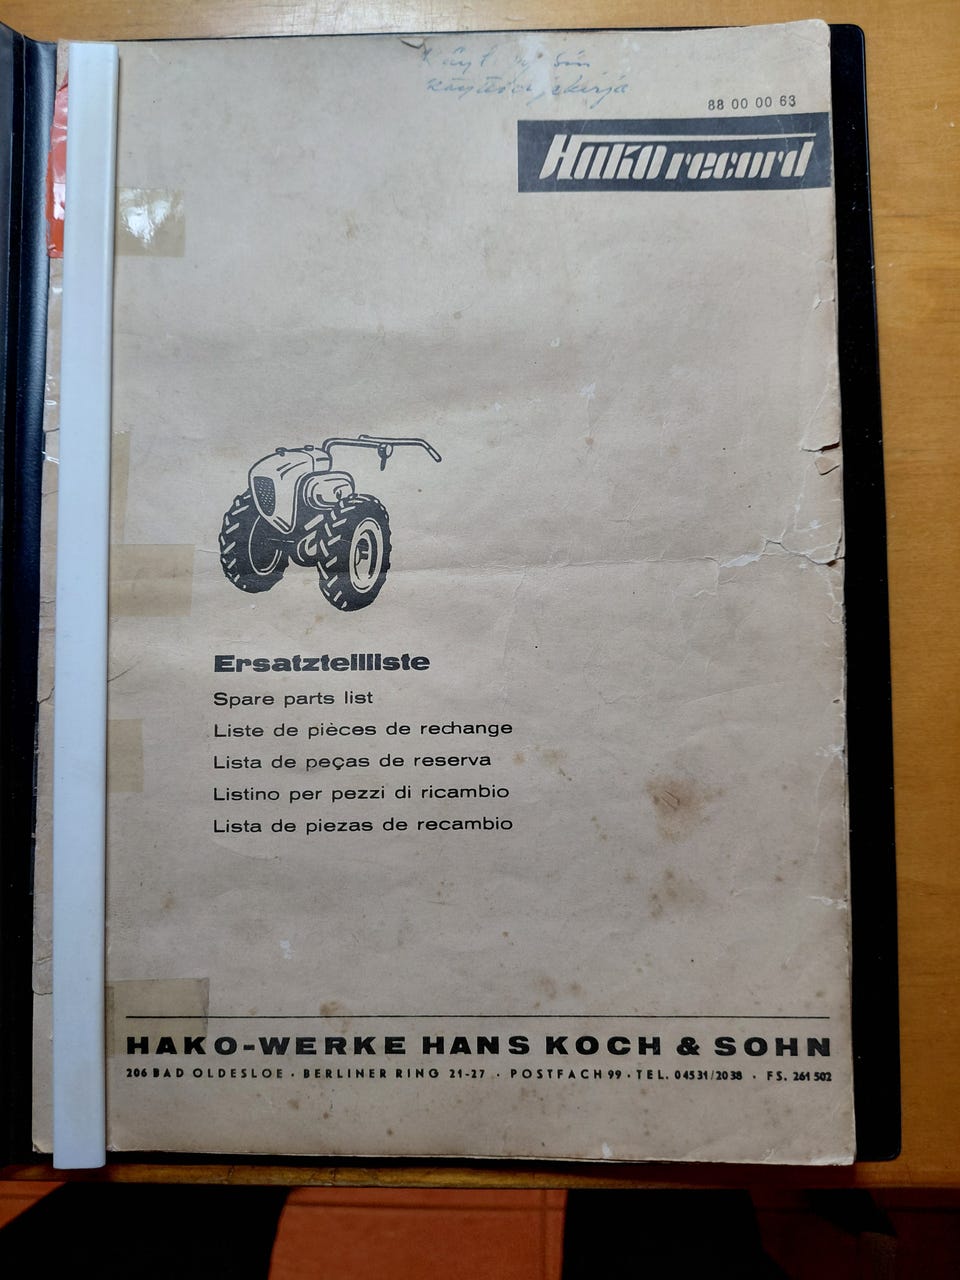 88 00 00 63
Hako record
Ersatzteilliste
Spare parts list
Liste de pièces de rechange
Lista de peças de reserva
Listino per pezzi di ricambio
Lista de piezas de recambio
HAKO-WERKE HANS KOCH & SOHN
206 BAD OLDESLOE · BERLINER RING 21-27 · POSTFACH 99 · TEL. 04531/2038 · FS. 261 502